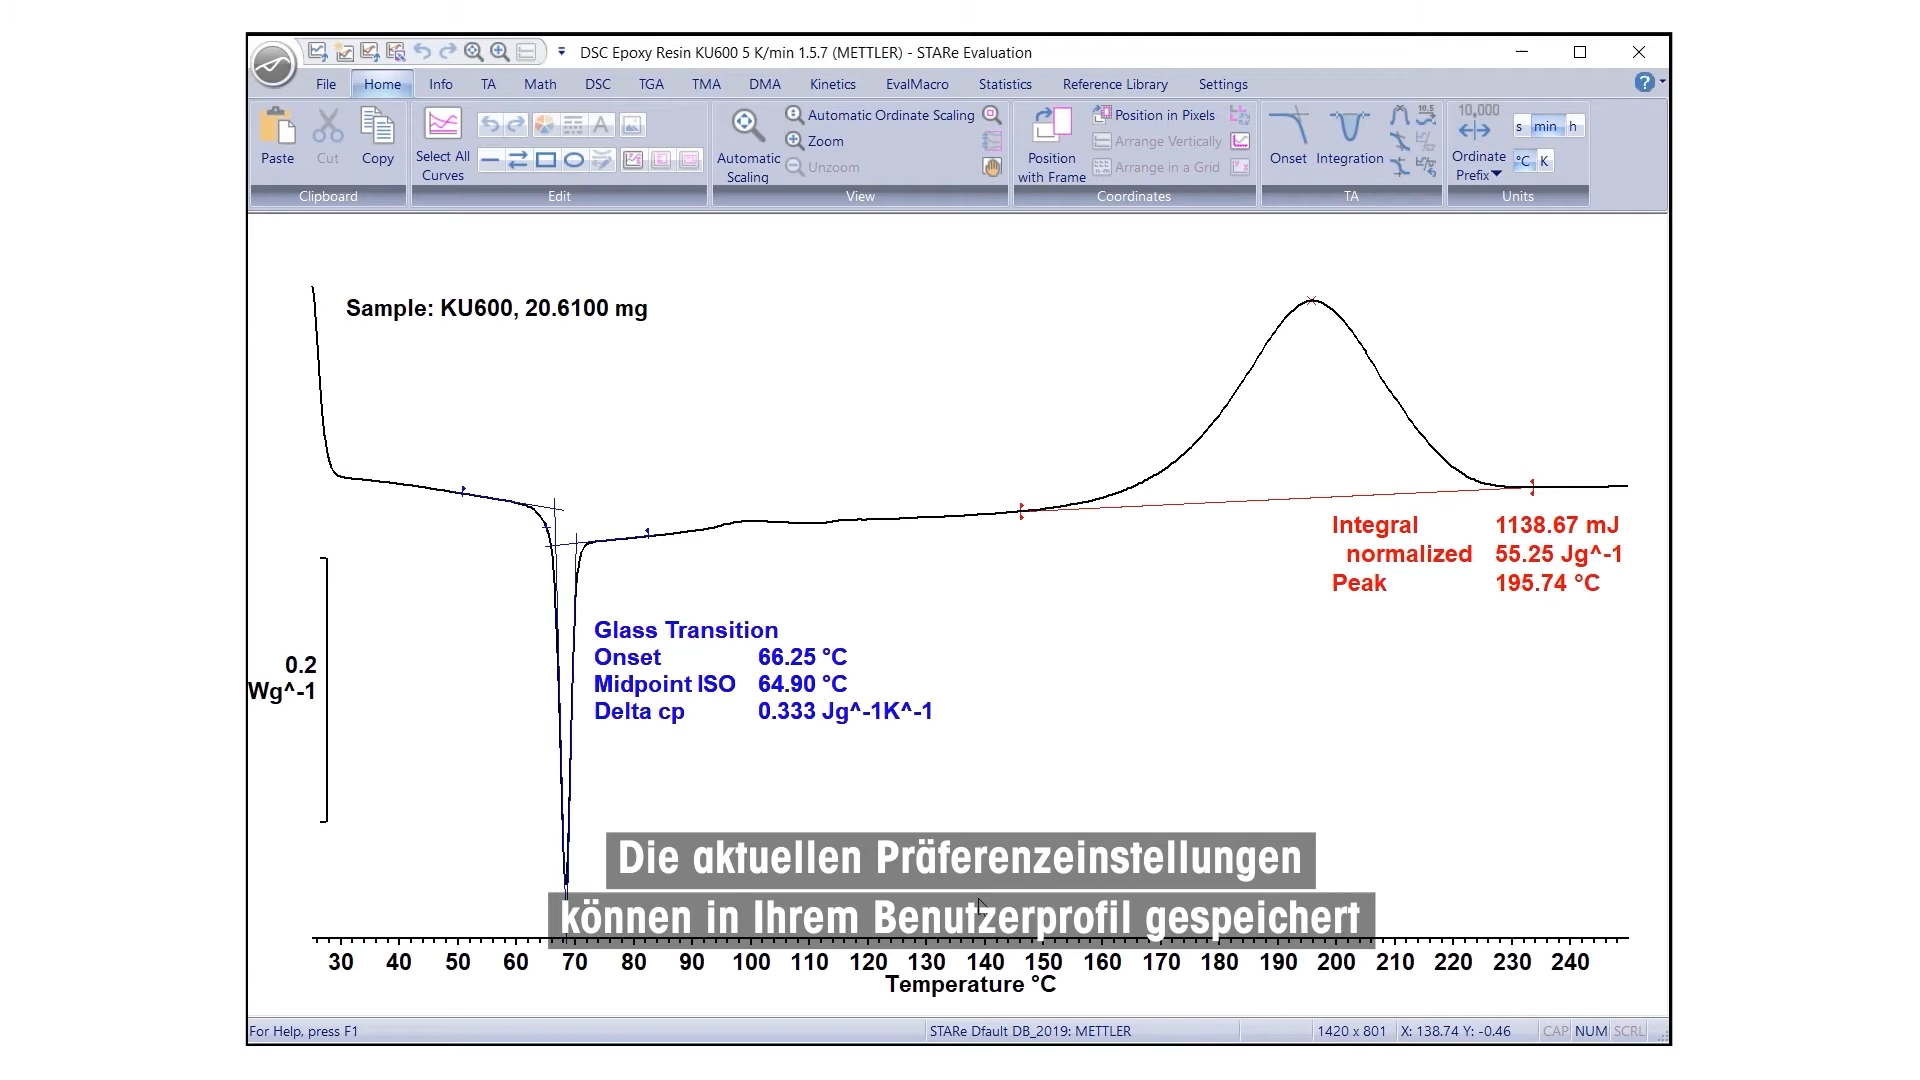 DSC Epoxy Resin KU600 5 K/min 1.5.7 (METTLER) - STARe Evaluation
File Home Info TA Math DSC TGA TMA DMA Kinetics EvalMacro Statistics Reference Library Settings
Paste Cut Copy
Clipboard
Select All Curves
Edit
Automatic Scaling
Automatic Ordinate Scaling
Zoom
Unzoom
View
Position with Frame
Position in Pixels
Arrange Vertically
Arrange in a Grid
Coordinates
Onset Integration
TA
10,000
Ordinate Prefix
s min h
°C K
Units
Sample: KU600, 20.6100 mg
Integral 1138.67 mJ
normalized 55.25 Jg^-1
Peak 195.74 °C
Glass Transition
Onset 66.25 °C
Midpoint ISO 64.90 °C
Delta cp 0.333 Jg^-1K^-1
0.2
Wg^-1
Die aktuellen Präferenzeinstellungen
können in Ihrem Benutzerprofil gespeichert
30 40 50 60 70 80 90 100 110 120 130 140 150 160 170 180 190 200 210 220 230 240
Temperature °C
For Help, press F1
STARe Dfault DB_2019: METTLER
1420 x 801
X: 138.74 Y: -0.46
CAP NUM SCRL